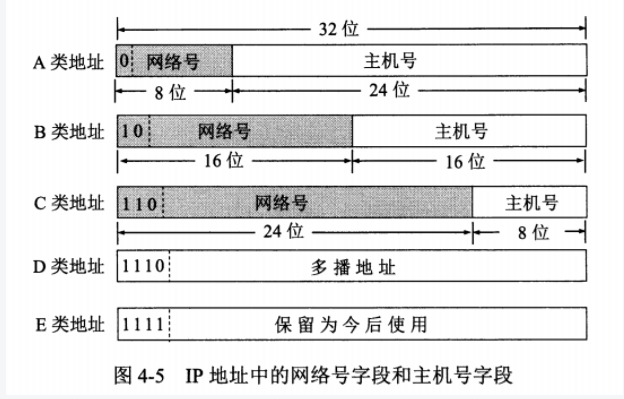 32 位
A 类地址 0 网络号 主机号
8 位 24 位
B 类地址 10 网络号 主机号
16 位 16 位
C 类地址 110 网络号 主机号
24 位 8 位
D 类地址 1110 多播地址
E 类地址 1111 保留为今后使用
图 4-5 IP 地址中的网络号字段和主机号字段